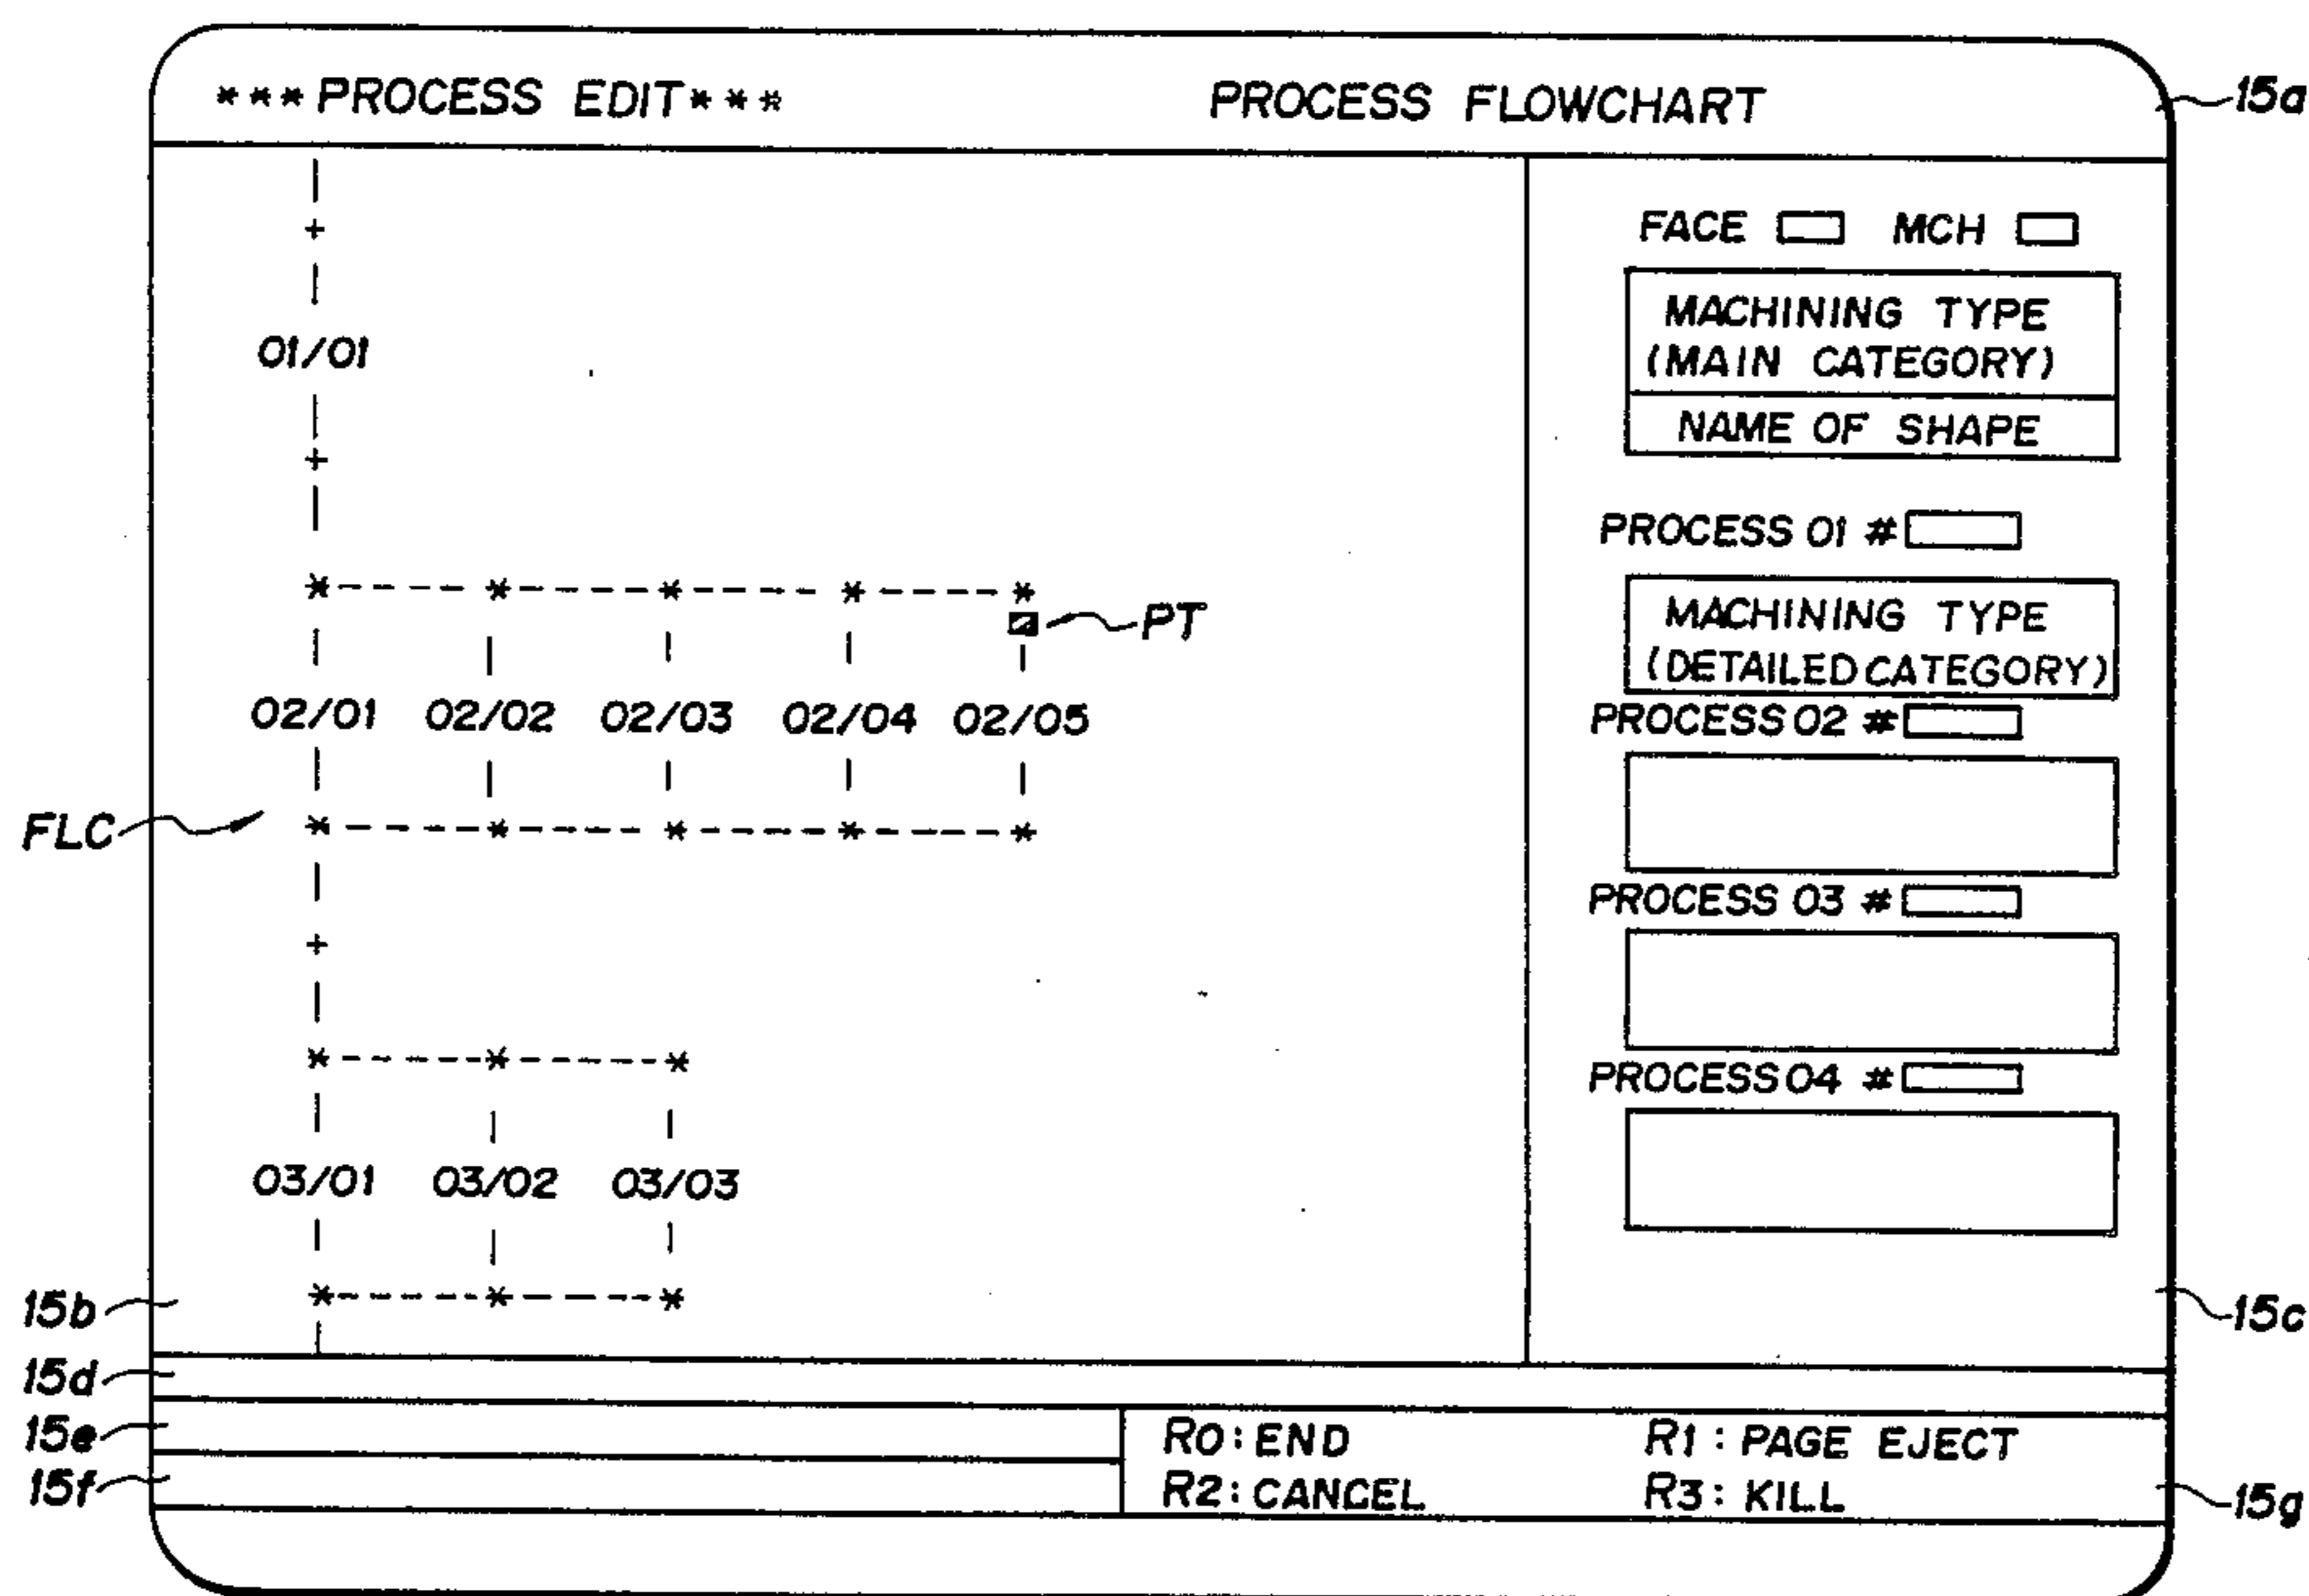 ***PROCESS EDIT***
PROCESS FLOWCHART
15a
FACE
MCH
01/01
MACHINING TYPE
(MAIN CATEGORY)
NAME OF SHAPE
PROCESS 01 #
PT
MACHINING TYPE
(DETAILED CATEGORY)
02/01 02/02 02/03 02/04 02/05
PROCESS 02 #
FLC
PROCESS 03 #
PROCESS 04 #
03/01 03/02 03/03
15b
15c
15d
15e
R0: END
R1: PAGE EJECT
15f
R2: CANCEL
R3: KILL
15g